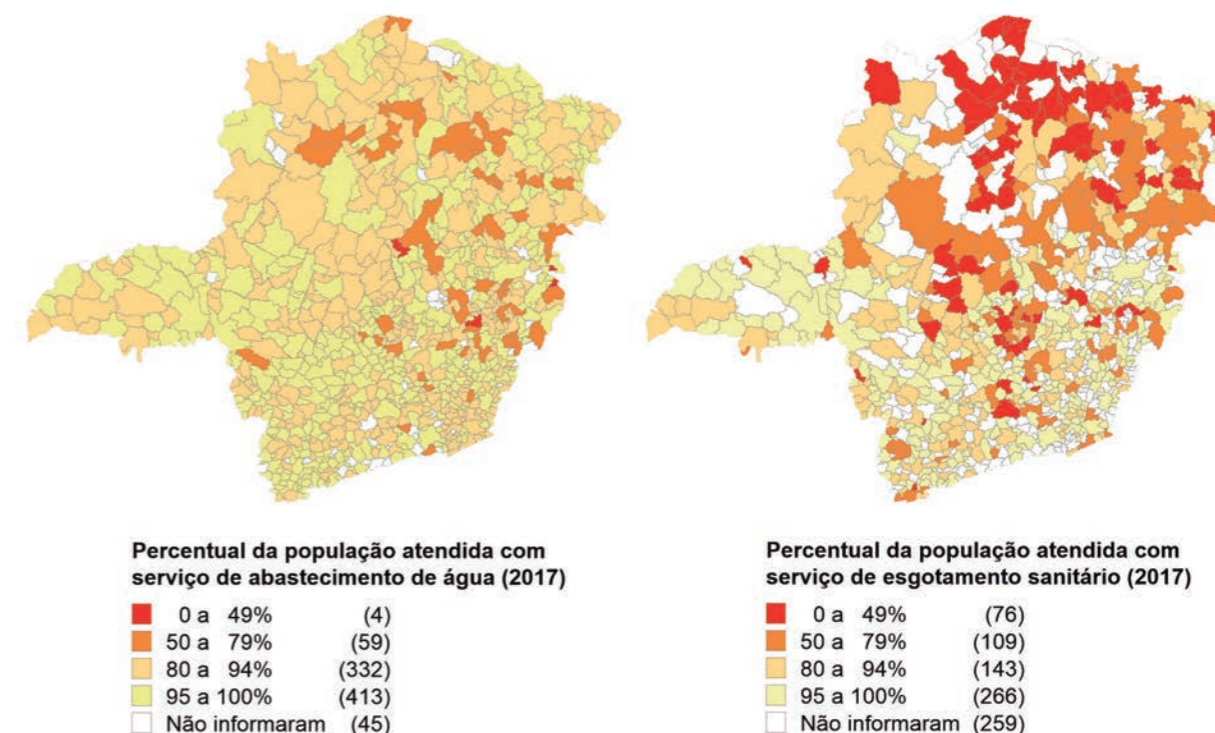 Percentual da população atendida com
serviço de abastecimento de água (2017)
0 a 49% (4)
50 a 79% (59)
80 a 94% (332)
95 a 100% (413)
Não informaram (45)
Percentual da população atendida com
serviço de esgotamento sanitário (2017)
0 a 49% (76)
50 a 79% (109)
80 a 94% (143)
95 a 100% (266)
Não informaram (259)